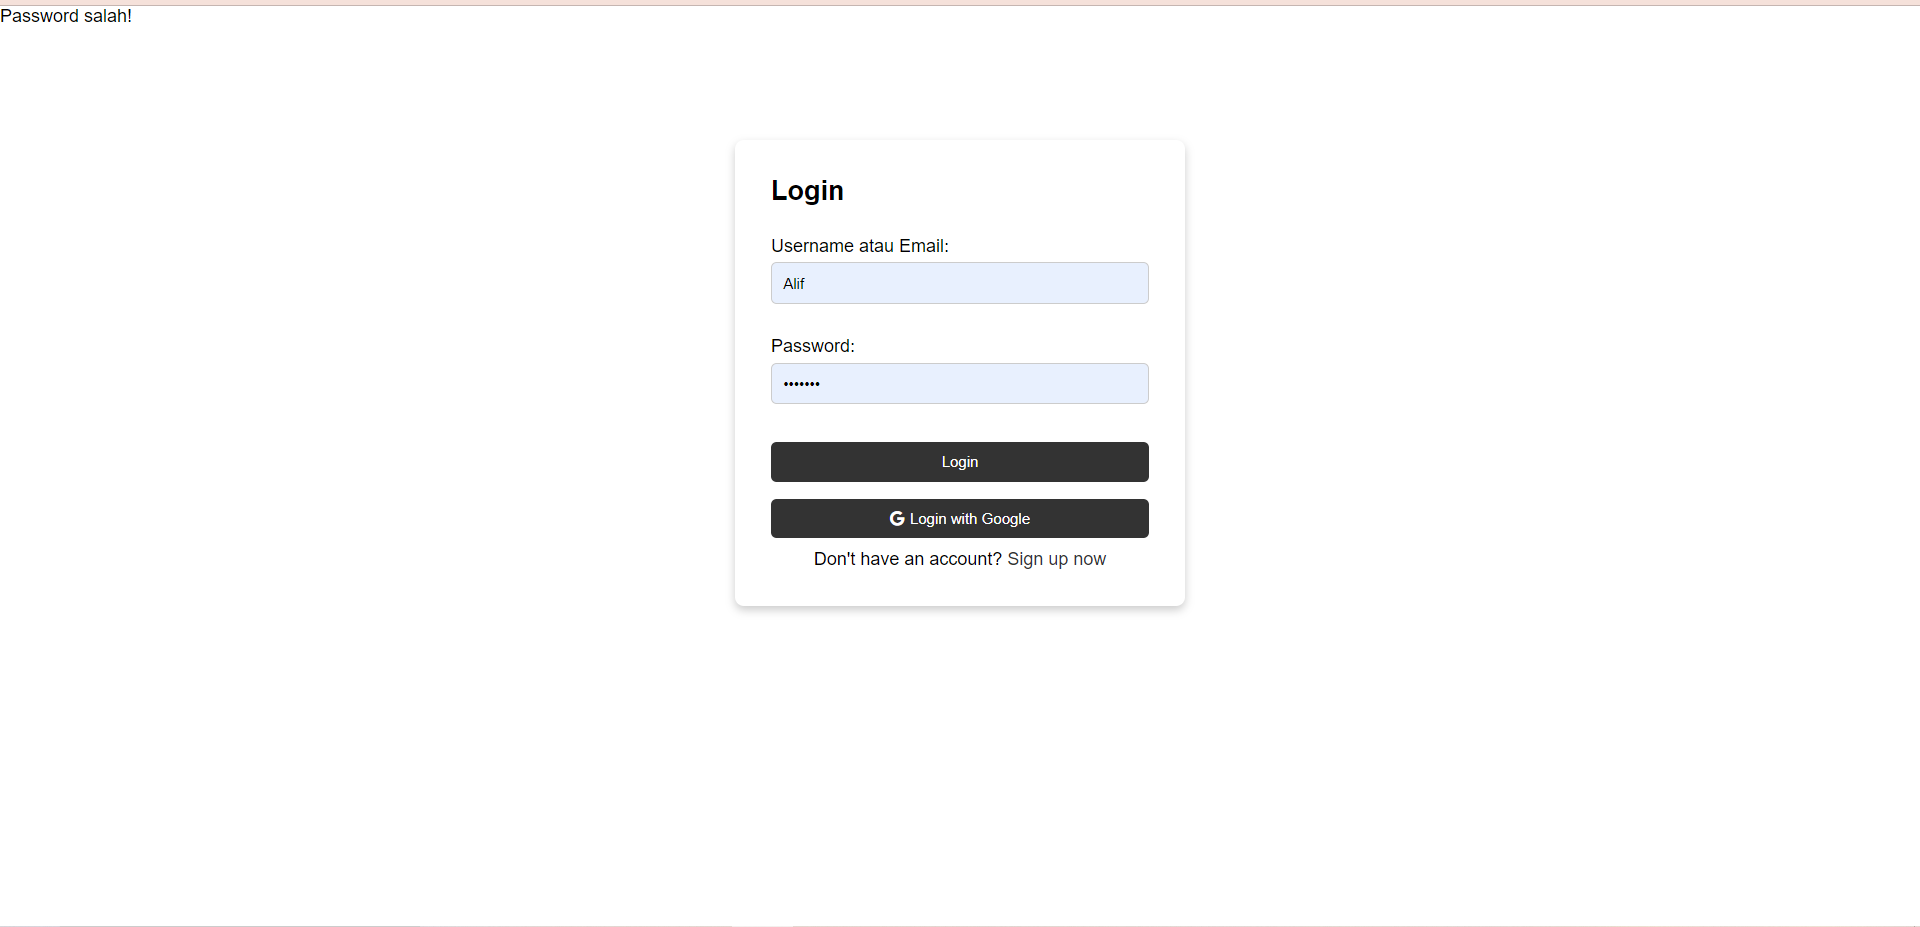 Password salah!
Login
Username atau Email:
Alif
Password:
•••••••
Login
Login with Google
Don't have an account? Sign up now